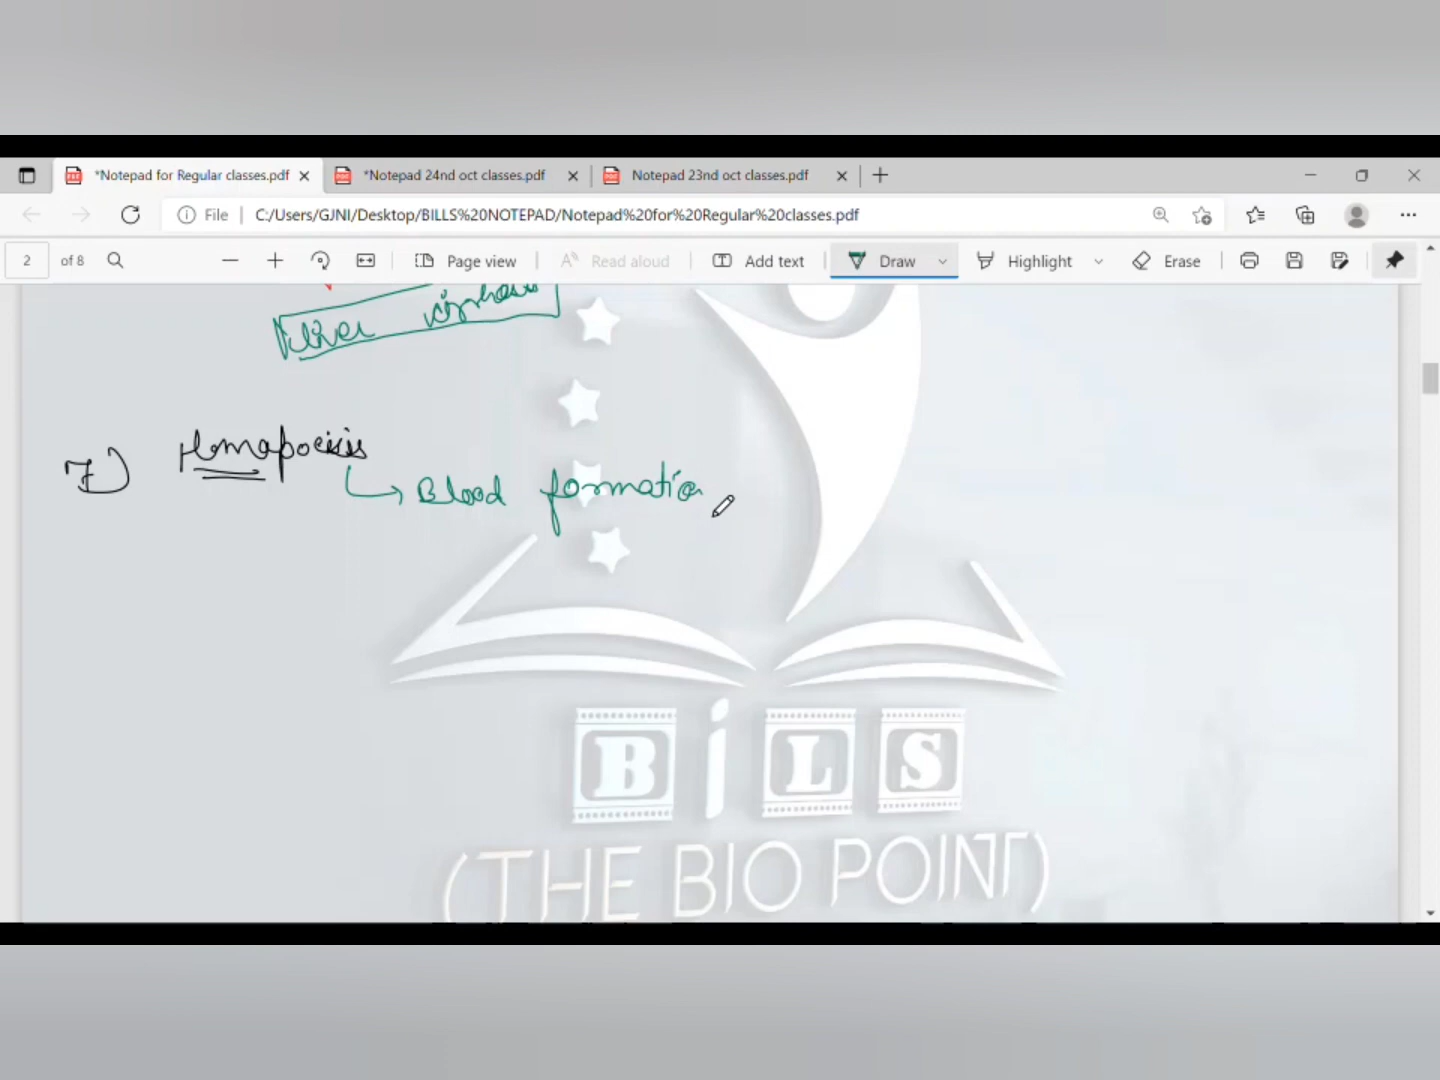 *Notepad for Regular classes.pdf
*Notepad 24nd oct classes.pdf
Notepad 23nd oct classes.pdf
File
C:/Users/GJNI/Desktop/BILLS%20NOTEPAD/Notepad%20for%20Regular%20classes.pdf
2 of 8
Page view
Read aloud
Add text
Draw
Highlight
Erase
Liver
7)
Blood formation
BiLS
(THE BIO POINT)